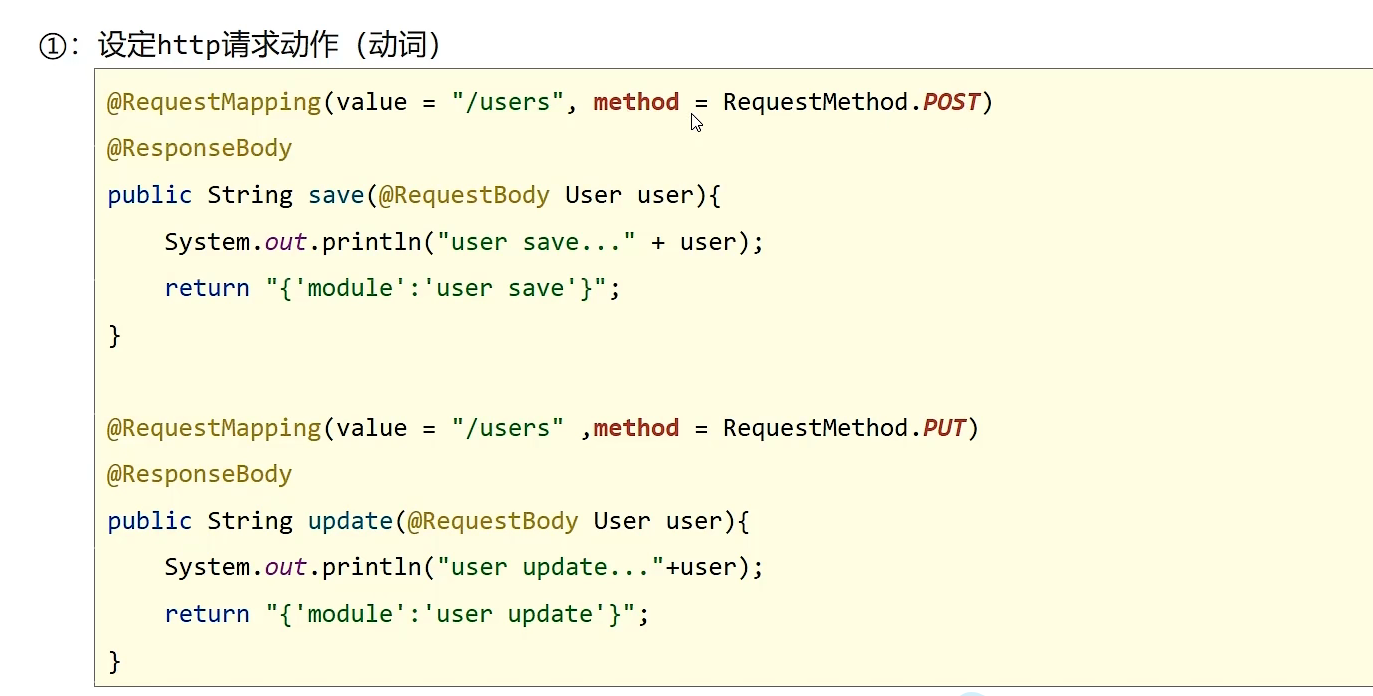 ①：设定http请求动作（动词）
@RequestMapping(value = "/users", method = RequestMethod.POST)
@ResponseBody
public String save(@RequestBody User user){
    System.out.println("user save..." + user);
    return "{'module':'user save'}";
}
@RequestMapping(value = "/users" ,method = RequestMethod.PUT)
@ResponseBody
public String update(@RequestBody User user){
    System.out.println("user update..."+user);
    return "{'module':'user update'}";
}